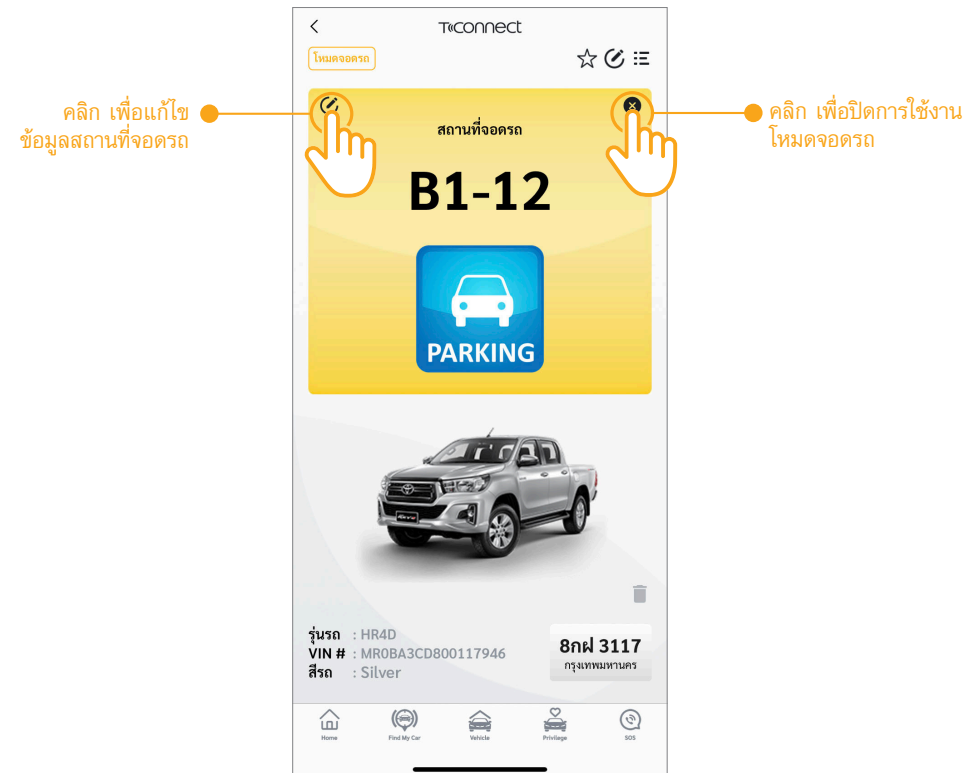 T«connect
โหมดจอดรถ
คลิก เพื่อแก้ไข
ข้อมูลสถานที่จอดรถ
คลิก เพื่อปิดการใช้งาน
โหมดจอดรถ
สถานที่จอดรถ
B1-12
PARKING
รุ่นรถ : HR4D
VIN # : MR0BA3CD800117946
สีรถ : Silver
8กฝ 3117
กรุงเทพมหานคร
Home
Find My Car
Vehicle
Privilege
SOS